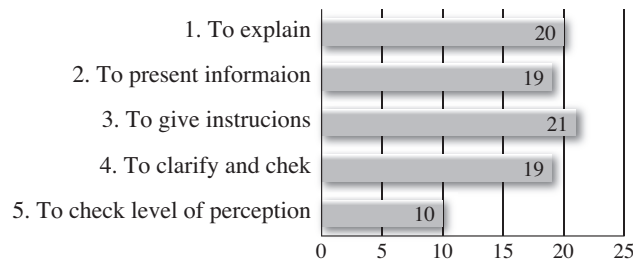 1. To explain 20
2. To present informaion 19
3. To give instrucions 21
4. To clarify and chek 19
5. To check level of perception 10
0 5 10 15 20 25